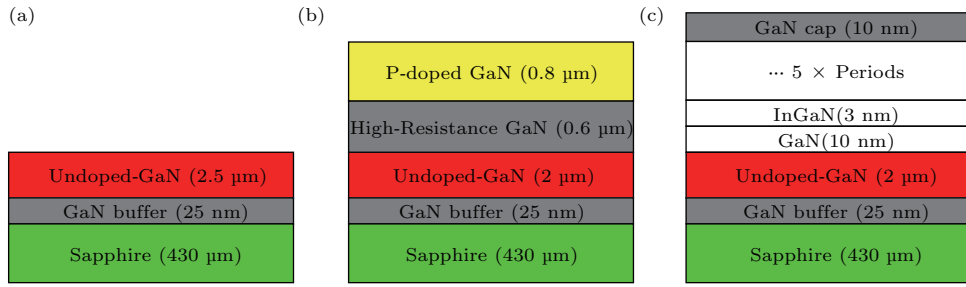 (a)
Undoped-GaN (2.5 µm)
GaN buffer (25 nm)
Sapphire (430 µm)
(b)
P-doped GaN (0.8 µm)
High-Resistance GaN (0.6 µm)
Undoped-GaN (2 µm)
GaN buffer (25 nm)
Sapphire (430 µm)
(c)
GaN cap (10 nm)
... 5 × Periods
InGaN(3 nm)
GaN(10 nm)
Undoped-GaN (2 µm)
GaN buffer (25 nm)
Sapphire (430 µm)